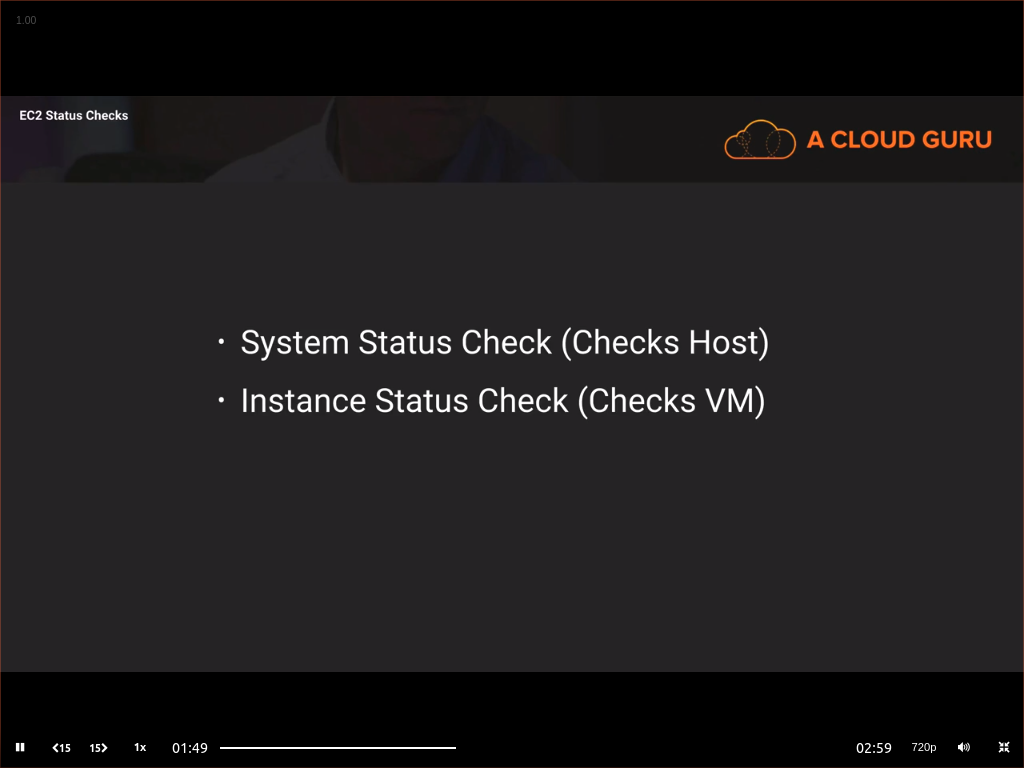 1.00
EC2 Status Checks
A CLOUD GURU
• System Status Check (Checks Host)
• Instance Status Check (Checks VM)
15 15 1x 01:49 02:59 720p